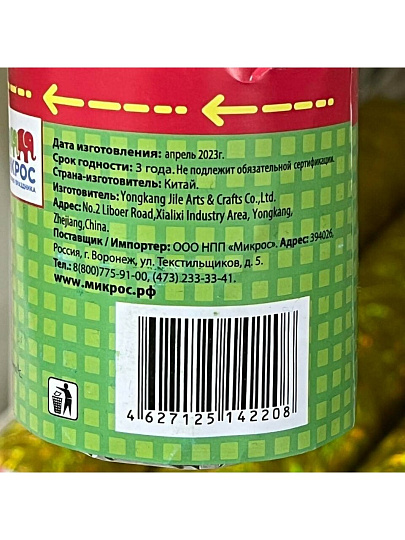 Дата изготовления: апрель 2023г.
Срок годности: 3 года. Не подлежит обязательной сертификации.
Страна-изготовитель: Китай.
Изготовитель: Yongkang Jile Arts & Crafts Co.,Ltd.
Адрес: No.2 Liboer Road,Xialixi Industry Area, Yongkang,
Zhejiang,China.
Поставщик / Импортер: ООО НПП «Микрос». Адрес: 394026,
Россия, г. Воронеж, ул. Текстильщиков, д. 5.
Тел.: 8(800)775-91-00, (473) 233-33-41.
www.микрос.рф
4 627125 142208